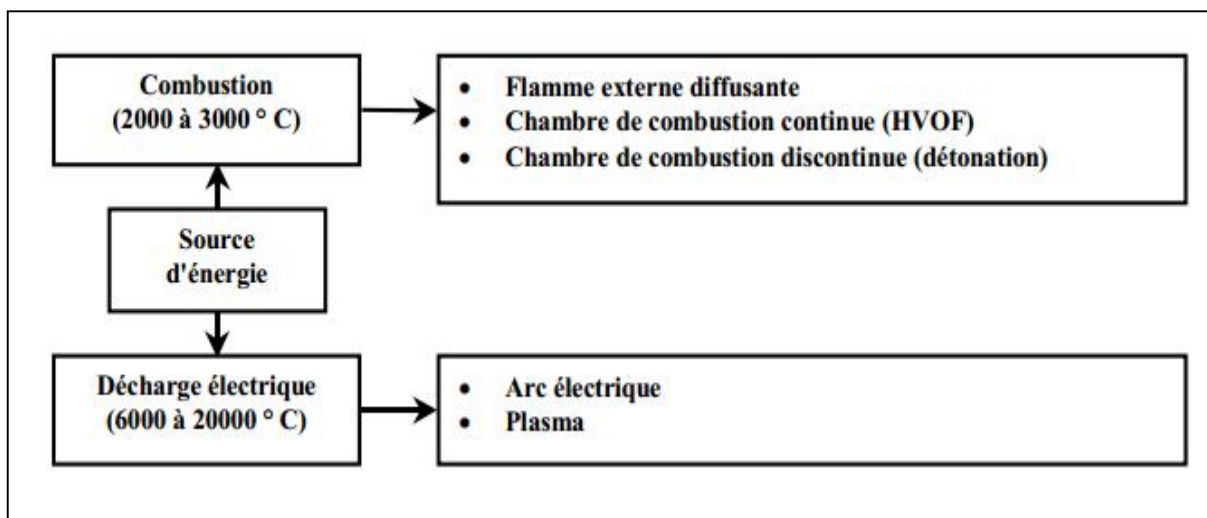 Combustion
(2000 à 3000 ° C)
• Flamme externe diffusante
• Chambre de combustion continue (HVOF)
• Chambre de combustion discontinue (détonation)
Source
d'énergie
Décharge électrique
(6000 à 20000 ° C)
• Arc électrique
• Plasma